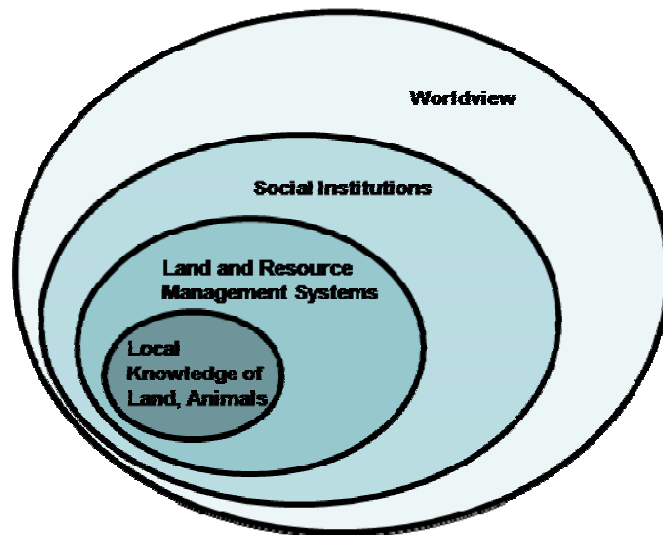 Worldview
Social Institutions
Land and Resource
Management Systems
Local
Knowledge of
Land, Animals